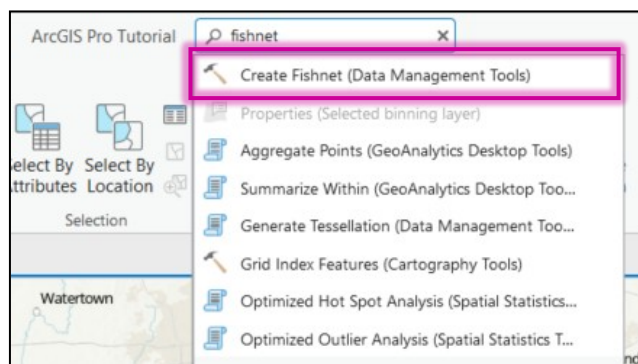 ArcGIS Pro Tutorial
fishnet
Create Fishnet (Data Management Tools)
Properties (Selected binning layer)
Aggregate Points (GeoAnalytics Desktop Tools)
Summarize Within (GeoAnalytics Desktop Too...
Generate Tessellation (Data Management Too...
Grid Index Features (Cartography Tools)
Optimized Hot Spot Analysis (Spatial Statistics...
Optimized Outlier Analysis (Spatial Statistics T...
elect By
ttributes
Select By
Location
Selection
Watertown